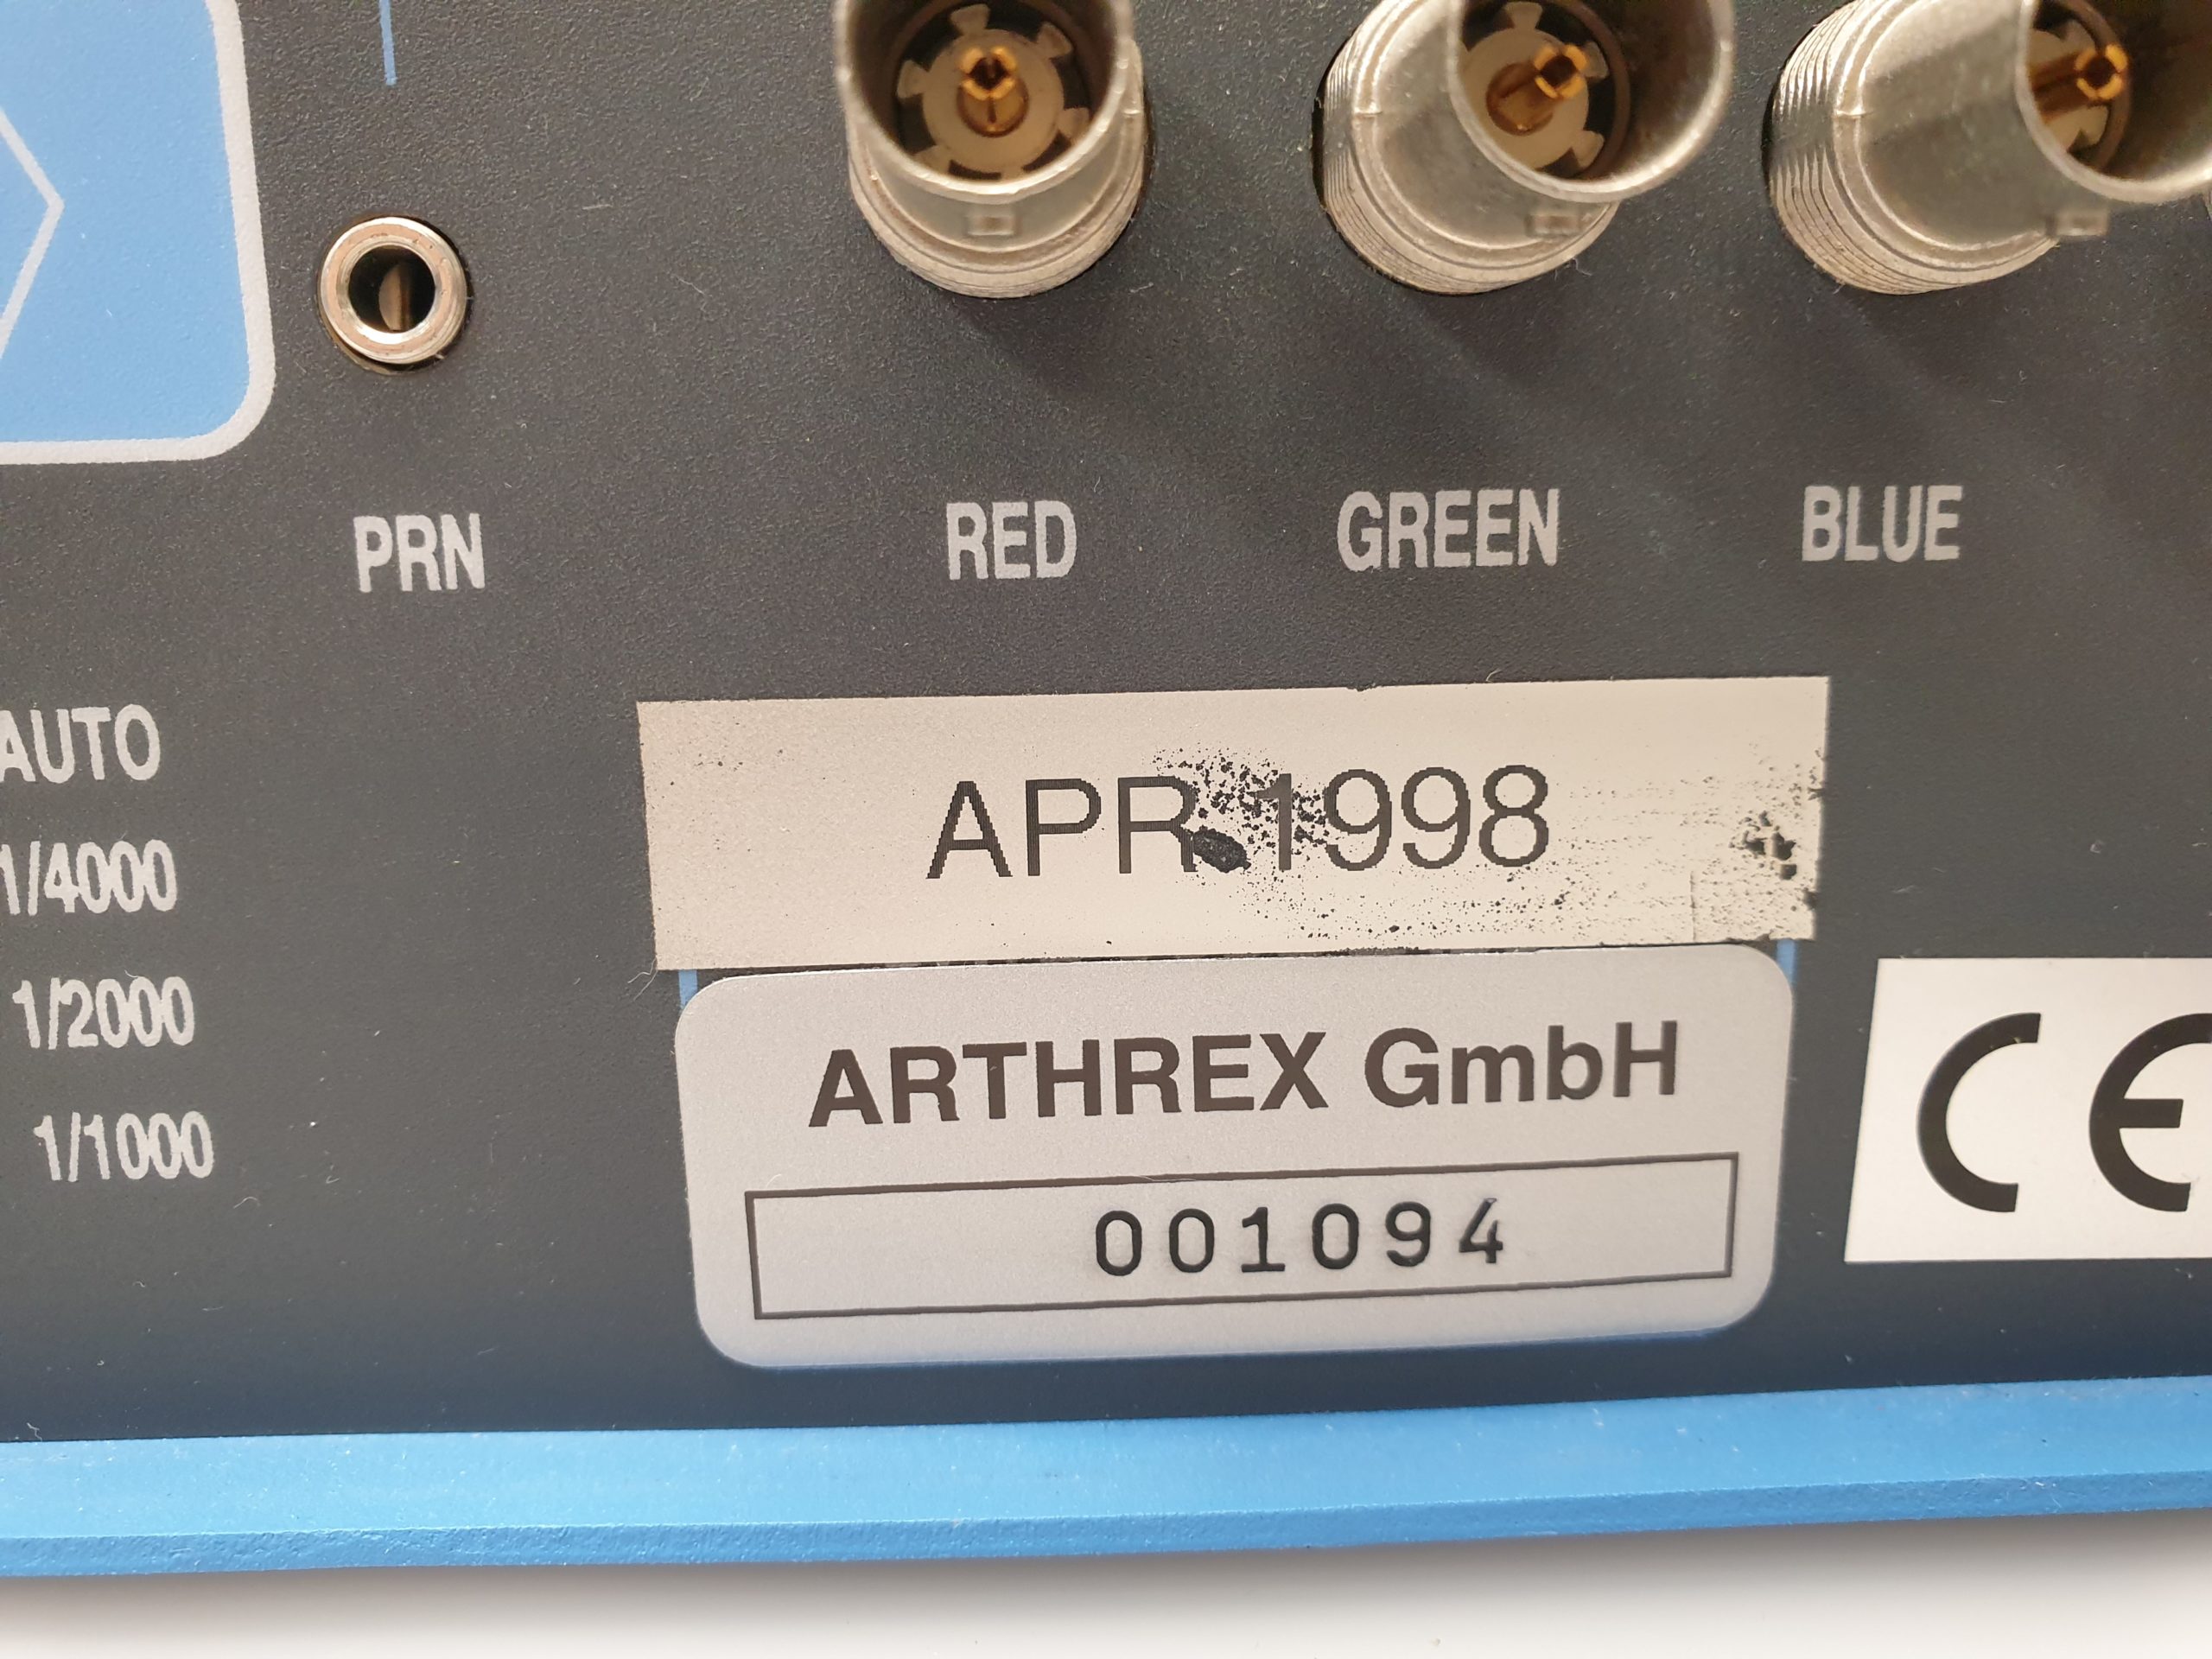 PRN
RED
GREEN
BLUE
AUTO
1/4000
1/2000
1/1000
APR 1998
ARTHREX GmbH
001094
CE